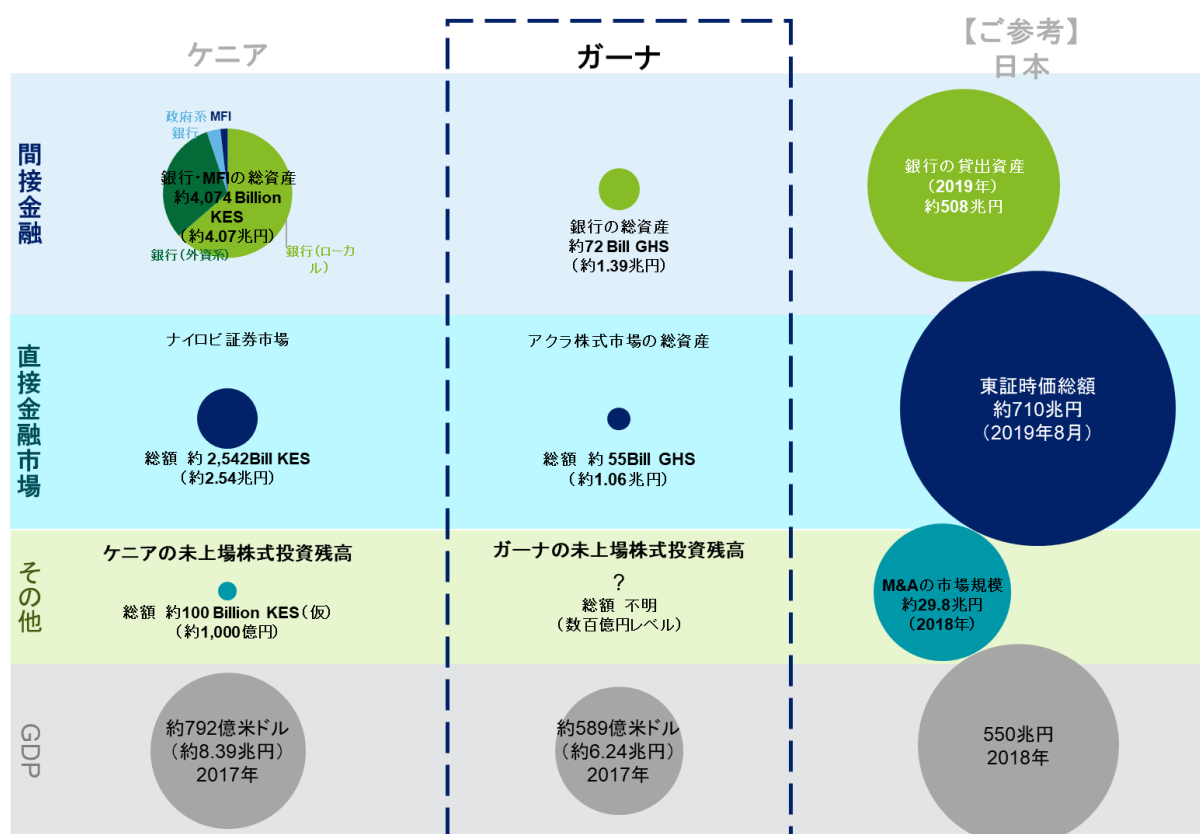 ケニア
ガーナ
【ご参考】
日本
間接金融
政府系
銀行
MFI
銀行・MFIの総資産
約4,074 Billion
KES
(約4.07兆円)
銀行(外資系)
銀行(ローカ
ル)
銀行の総資産
約72 Bill GHS
(約1.39兆円)
銀行の貸出資産
(2019年)
約508兆円
直接金融市場
ナイロビ証券市場
総額 約 2,542Bill KES
(約2.54兆円)
アクラ株式市場の総資産
総額 約 55Bill GHS
(約1.06兆円)
東証時価総額
約710兆円
(2019年8月)
その他
ケニアの未上場株式投資残高
総額 約100 Billion KES(仮)
(約1,000億円)
ガーナの未上場株式投資残高
?
総額 不明
(数百億円レベル)
M&Aの市場規模
約29.8兆円
(2018年)
GDP
約792億米ドル
(約8.39兆円)
2017年
約589億米ドル
(約6.24兆円)
2017年
550兆円
2018年